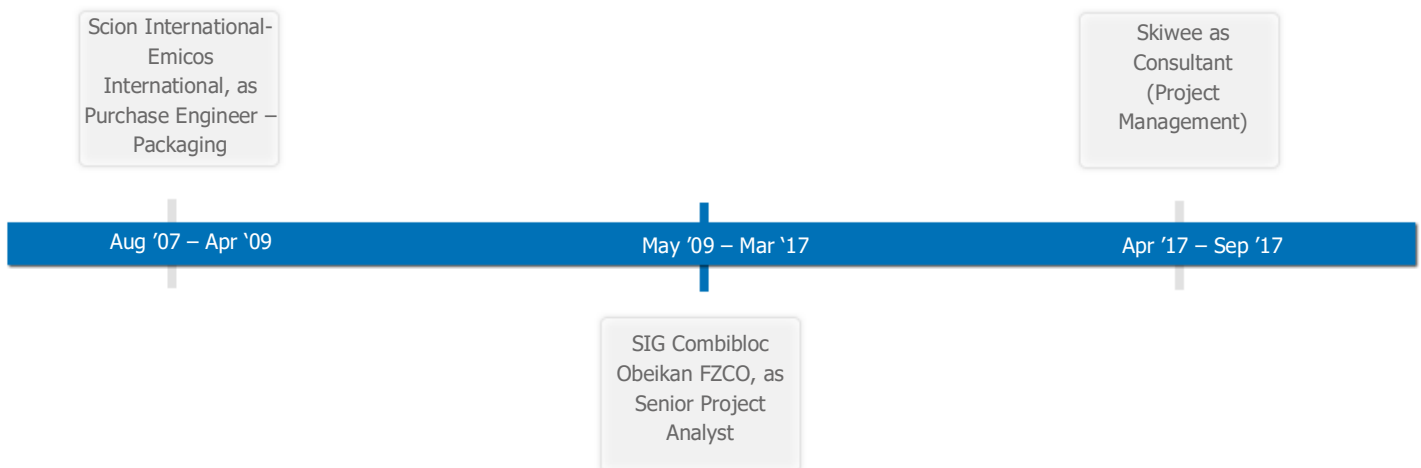 Scion International-
Emicos
International, as
Purchase Engineer –
Packaging
Skiwee as
Consultant
(Project
Management)
Aug ’07 – Apr ‘09
May ’09 – Mar ‘17
Apr ’17 – Sep ’17
SIG Combibloc
Obeikan FZCO, as
Senior Project
Analyst